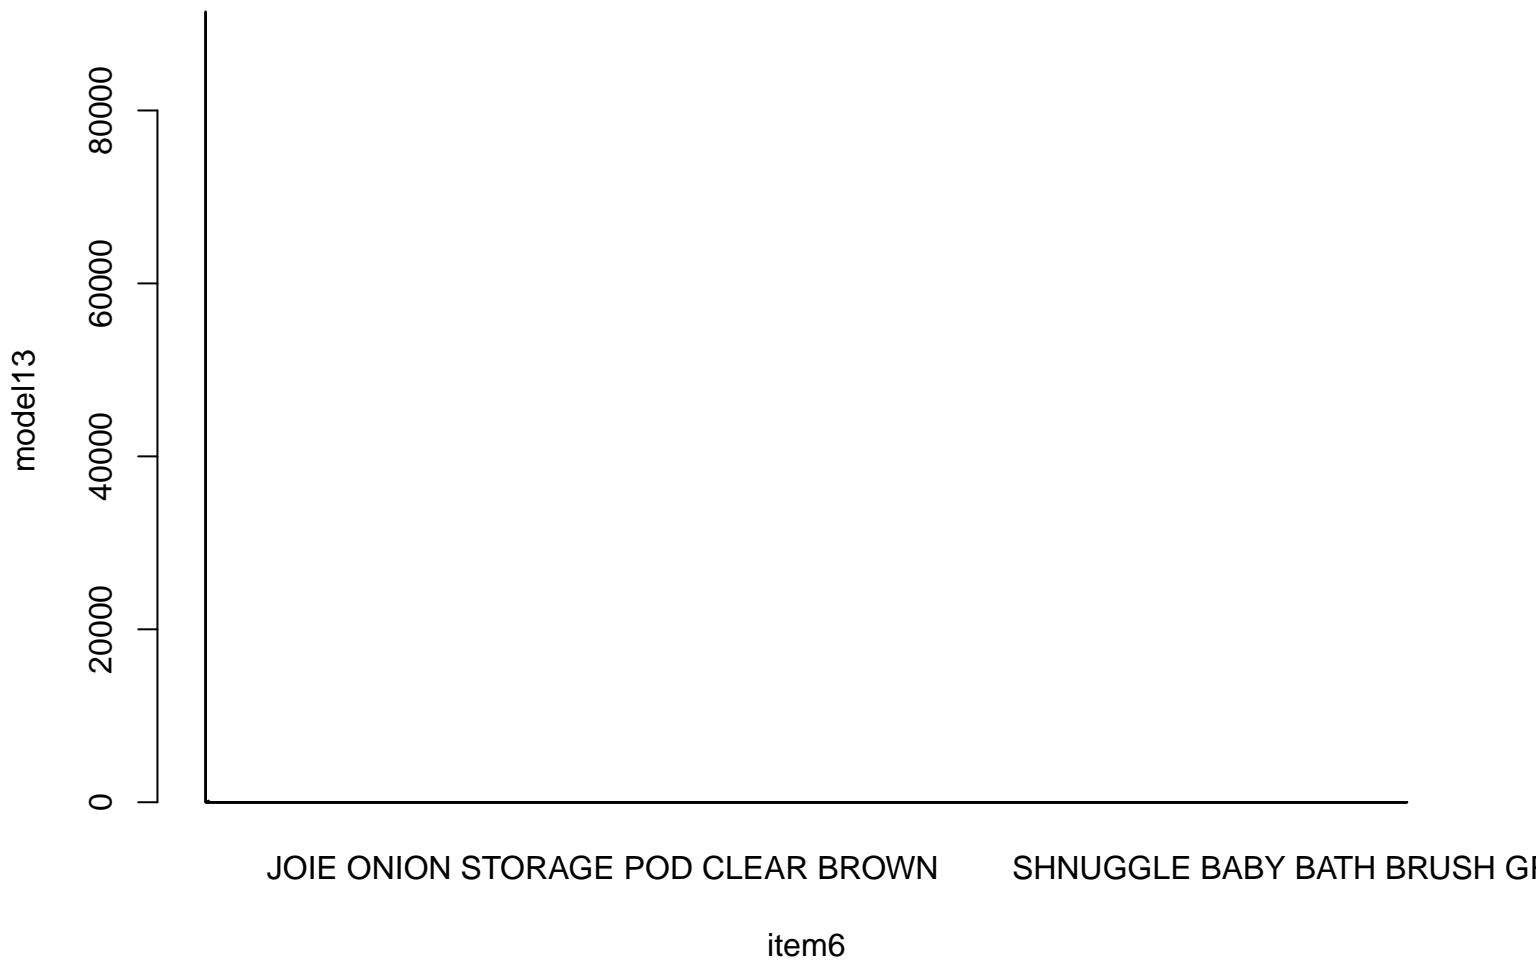 80000
60000
40000
20000
0
model13
JOIE ONION STORAGE POD CLEAR BROWN
SHNUGGLE BABY BATH BRUSH
item6